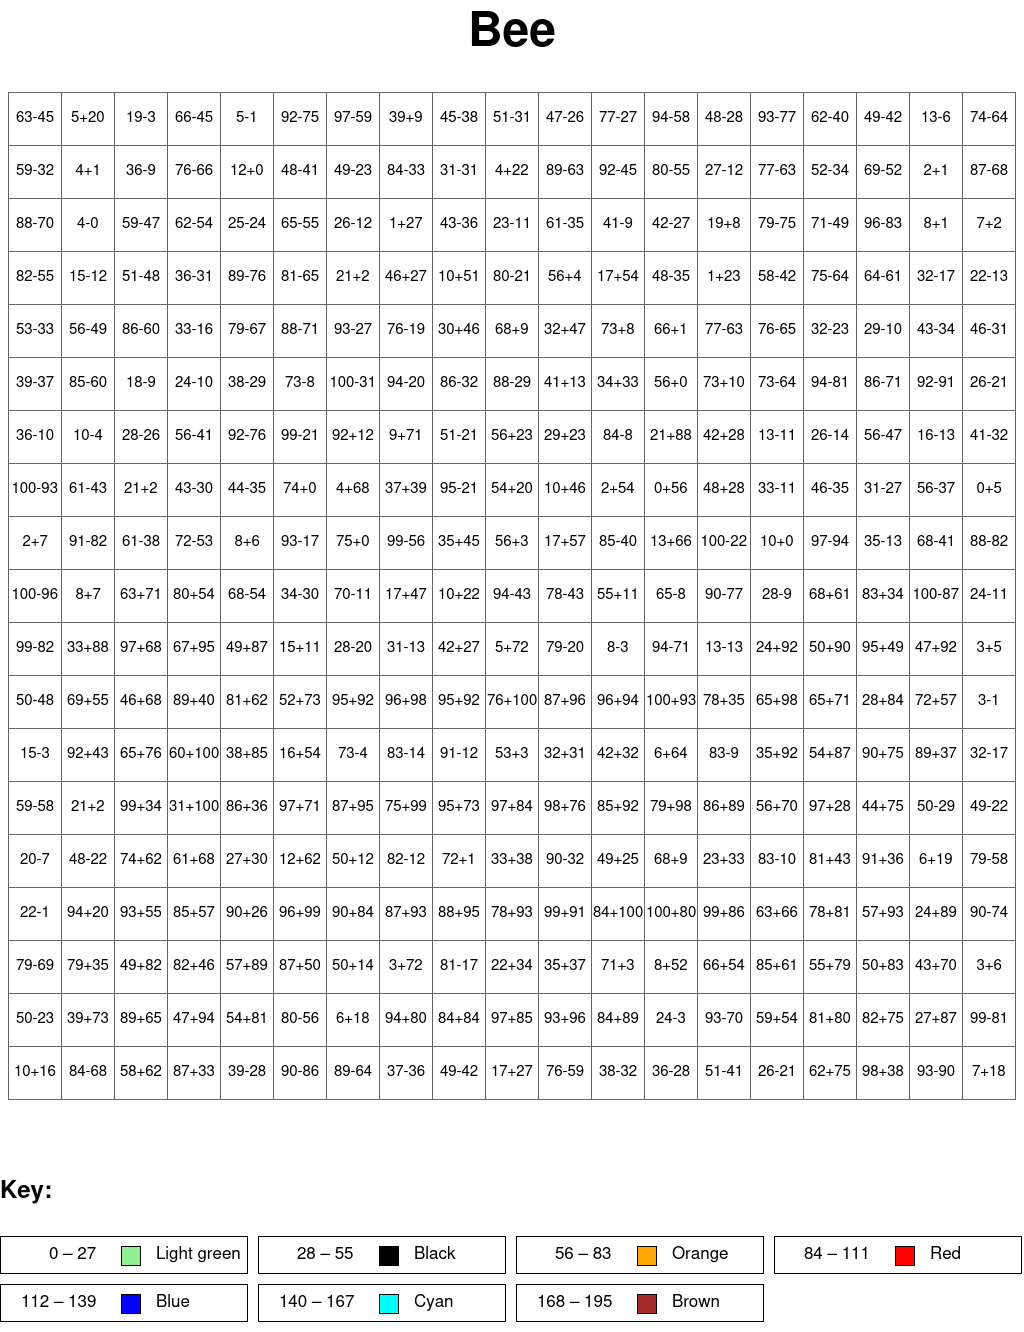 Bee
63-45 5+20 19-3 66-45 5-1 92-75 97-59 39+9 45-38 51-31 47-26 77-27 94-58 48-28 93-77 62-40 49-42 13-6 74-64
59-32 4+1 36-9 76-66 12+0 48-41 49-23 84-33 31-31 4+22 89-63 92-45 80-55 27-12 77-63 52-34 69-52 2+1 87-68
88-70 4-0 59-47 62-54 25-24 65-55 26-12 1+27 43-36 23-11 61-35 41-9 42-27 19+8 79-75 71-49 96-83 8+1 7+2
82-55 15-12 51-48 36-31 89-76 81-65 21+2 46+27 10+51 80-21 56+4 17+54 48-35 1+23 58-42 75-64 64-61 32-17 22-13
53-33 56-49 86-60 33-16 79-67 88-71 93-27 76-19 30+46 68+9 32+47 73+8 66+1 77-63 76-65 32-23 29-10 43-34 46-31
39-37 85-60 18-9 24-10 38-29 73-8 100-31 94-20 86-32 88-29 41+13 34+33 56+0 73+10 73-64 94-81 86-71 92-91 26-21
36-10 10-4 28-26 56-41 92-76 99-21 92+12 9+71 51-21 56+23 29+23 84-8 21+88 42+28 13-11 26-14 56-47 16-13 41-32
100-93 61-43 21+2 43-30 44-35 74+0 4+68 37+39 95-21 54+20 10+46 2+54 0+56 48+28 33-11 46-35 31-27 56-37 0+5
2+7 91-82 61-38 72-53 8+6 93-17 75+0 99-56 35+45 56+3 17+57 85-40 13+66 100-22 10+0 97-94 35-13 68-41 88-82
100-96 8+7 63+71 80+54 68-54 34-30 70-11 17+47 10+22 94-43 78-43 55+11 65-8 90-77 28-9 68+61 83+34 100-87 24-11
99-82 33+88 97+68 67+95 49+87 15+11 28-20 31-13 42+27 5+72 79-20 8-3 94-71 13-13 24+92 50+90 95+49 47+92 3+5
50-48 69+55 46+68 89+40 81+62 52+73 95+92 96+98 95+92 76+100 87+96 96+94 100+93 78+35 65+98 65+71 28+84 72+57 3-1
15-3 92+43 65+76 60+100 38+85 16+54 73-4 83-14 91-12 53+3 32+31 42+32 6+64 83-9 35+92 54+87 90+75 89+37 32-17
59-58 21+2 99+34 31+100 86+36 97+71 87+95 75+99 95+73 97+84 98+76 85+92 79+98 86+89 56+70 97+28 44+75 50-29 49-22
20-7 48-22 74+62 61+68 27+30 12+62 50+12 82-12 72+1 33+38 90-32 49+25 68+9 23+33 83-10 81+43 91+36 6+19 79-58
22-1 94+20 93+55 85+57 90+26 96+99 90+84 87+93 88+95 78+93 99+91 84+100 100+80 99+86 63+66 78+81 57+93 24+89 90-74
79-69 79+35 49+82 82+46 57+89 87+50 50+14 3+72 81-17 22+34 35+37 71+3 8+52 66+54 85+61 55+79 50+83 43+70 3+6
50-23 39+73 89+65 47+94 54+81 80-56 6+18 94+80 84+84 97+85 93+96 84+89 24-3 93-70 59+54 81+80 82+75 27+87 99-81
10+16 84-68 58+62 87+33 39-28 90-86 89-64 37-36 49-42 17+27 76-59 38-32 36-28 51-41 26-21 62+75 98+38 93-90 7+18
Key:
0 – 27 Light green 28 – 55 Black 56 – 83 Orange 84 – 111 Red
112 – 139 Blue 140 – 167 Cyan 168 – 195 Brown